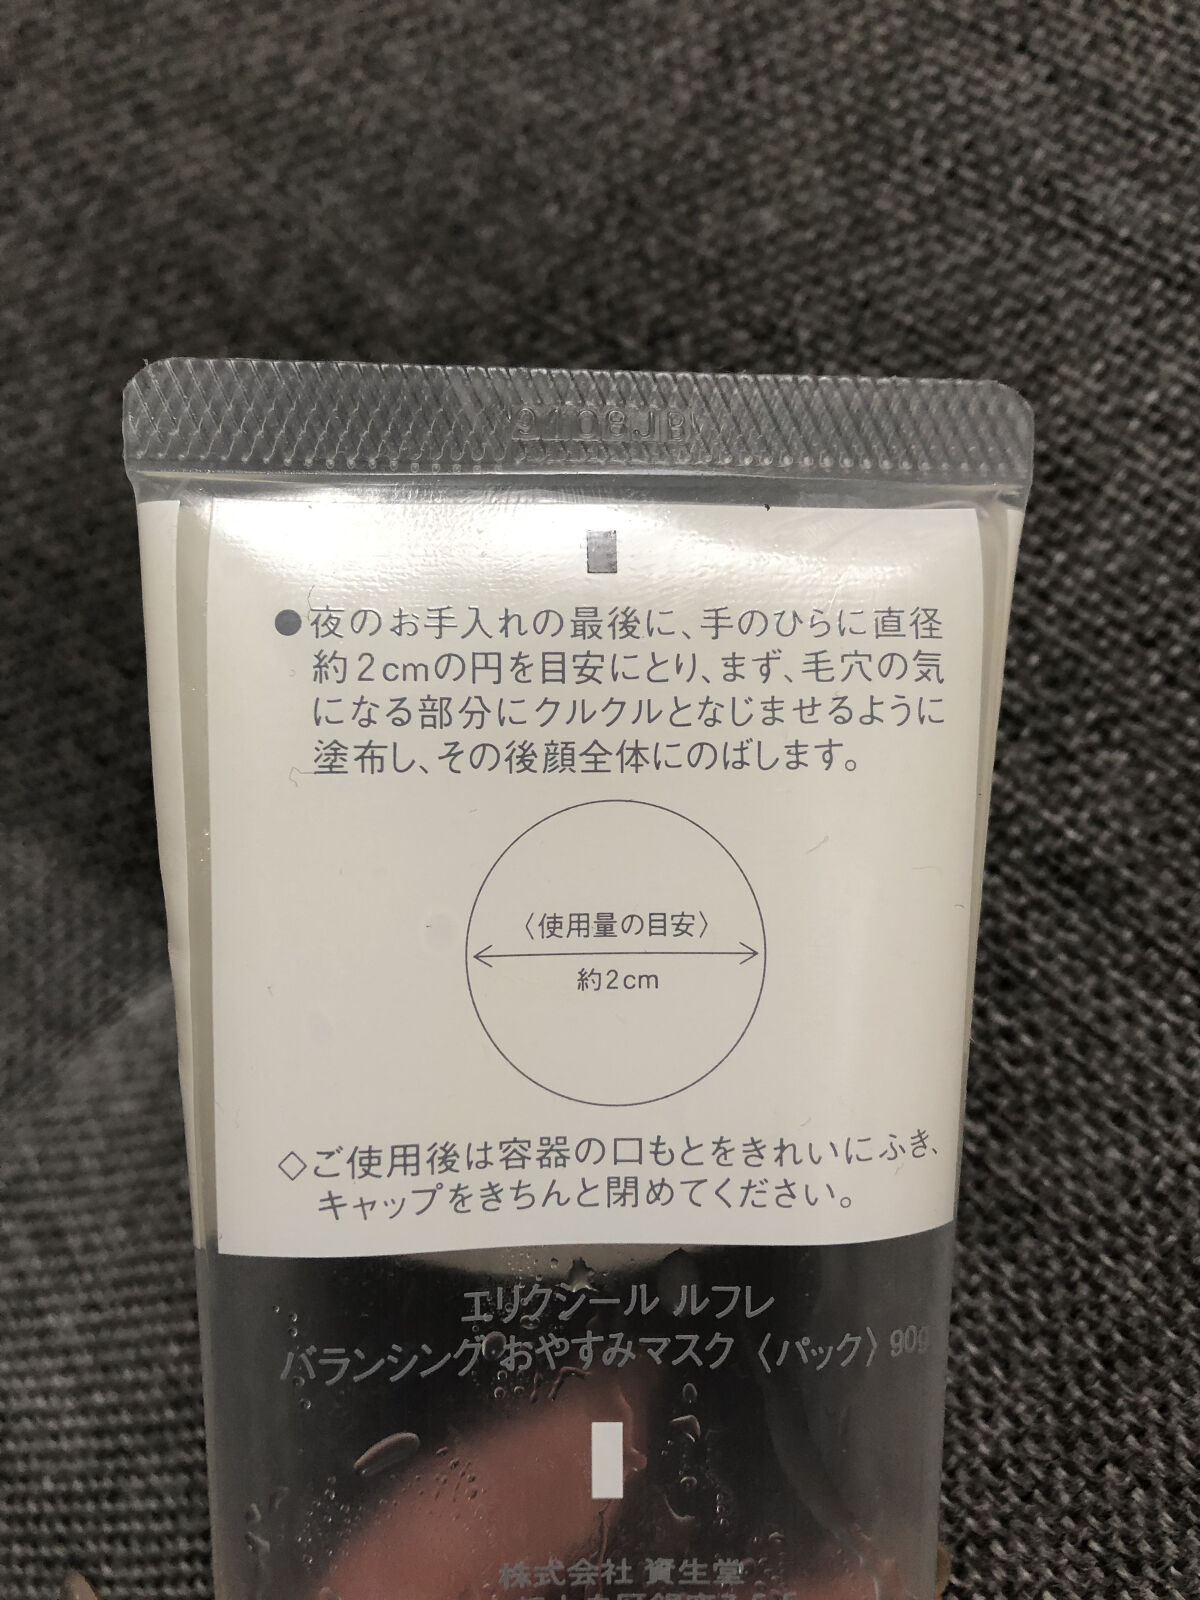 9108JB
●夜のお手入れの最後に、手のひらに直径
約2cmの円を目安にとり、まず、毛穴の気
になる部分にクルクルとなじませるように
塗布し、その後顔全体にのばします。
〈使用量の目安〉
約2cm
◇ご使用後は容器の口もとをきれいにふき、
キャップをきちんと閉めてください。
エリクシール ルフレ
バランシング おやすみマスク〈パック〉90g
株式会社 資生堂